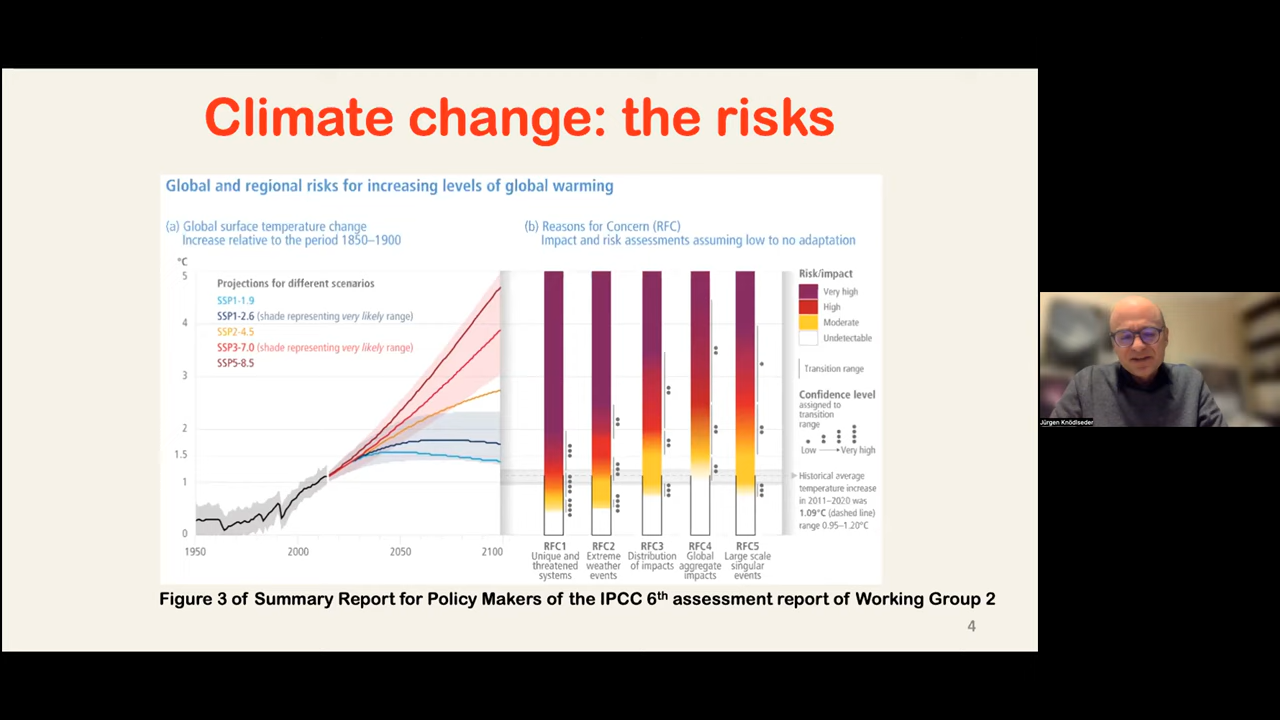 Climate change: the risks
Global and regional risks for increasing levels of global warming
(a) Global surface temperature change
Increase relative to the period 1850–1900
°C
5
4
3
2
1.5
1
0
Projections for different scenarios
SSP1-1.9
SSP1-2.6 (shade representing very likely range)
SSP2-4.5
SSP3-7.0 (shade representing very likely range)
SSP5-8.5
1950
2000
2050
2100
(b) Reasons for Concern (RFC)
Impact and risk assessments assuming low to no adaptation
RFC1
Unique and
threatened
systems
RFC2
Extreme
weather
events
RFC3
Distribution
of impacts
RFC4
Global
aggregate
impacts
RFC5
Large scale
singular
events
Risk/impact
Very high
High
Moderate
Undetectable
Transition range
Confidence level
assigned to
transition
range
Low
Very high
Historical average
temperature increase
in 2011–2020 was
1.09°C (dashed line)
range 0.95–1.20°C
Figure 3 of Summary Report for Policy Makers of the IPCC 6th assessment report of Working Group 2
4
Jürgen Knödlseder